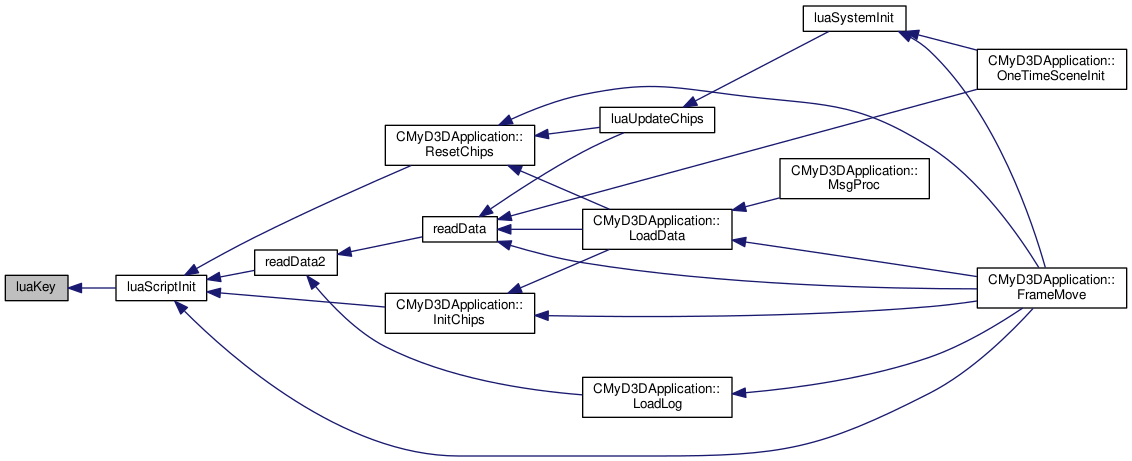 luaSystemInit
CMyD3DApplication::
OneTimeSceneInit
luaUpdateChips
CMyD3DApplication::
ResetChips
CMyD3DApplication::
MsgProc
readData
CMyD3DApplication::
LoadData
readData2
luaKey
luaScriptInit
CMyD3DApplication::
FrameMove
CMyD3DApplication::
InitChips
CMyD3DApplication::
LoadLog